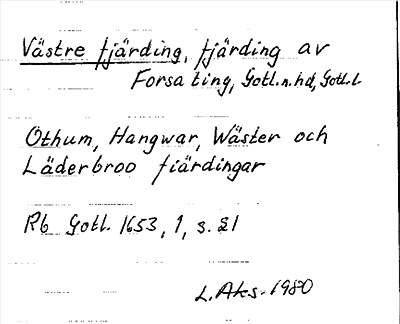 Västre fjärding, fjärding av
Forsa ting, Gotl.n.hd, Gotl.l
Othum, Hangwar, Wäster och
Läderbroo fiärdingar
Rb Gotl. 1653, 1, s. 21
L. Aks. 1980